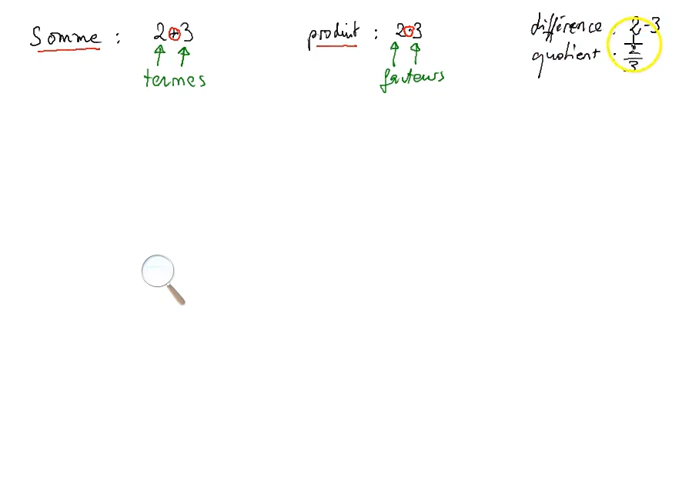 Somme : 2+3
termes
produit : 2·3
facteurs
différence : 2-3
quotient : 2/3